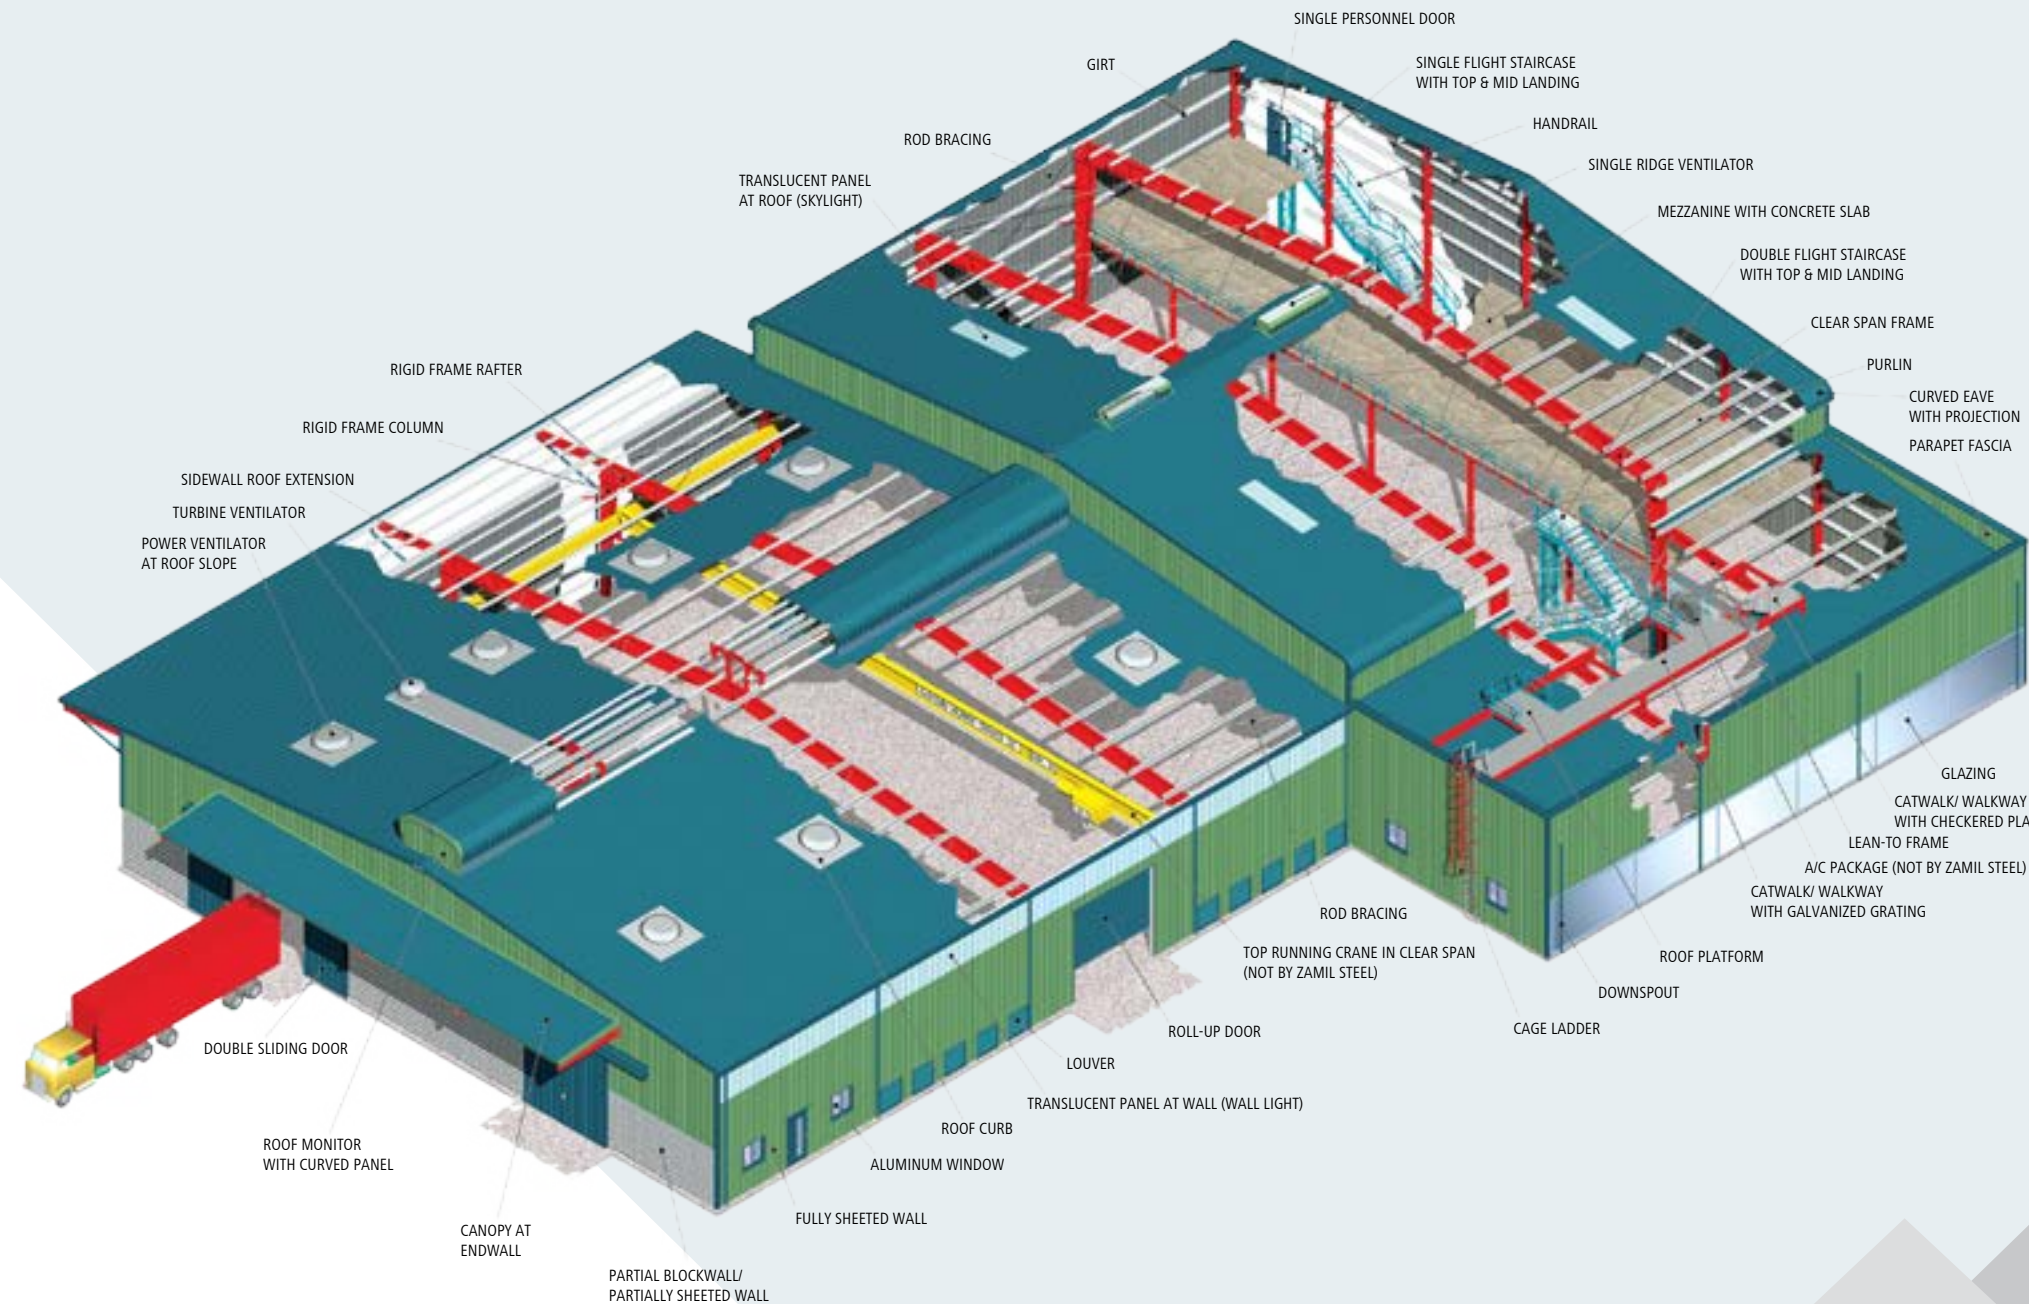 SINGLE PERSONNEL DOOR
GIRT
SINGLE FLIGHT STAIRCASE
WITH TOP & MID LANDING
HANDRAIL
ROD BRACING
SINGLE RIDGE VENTILATOR
TRANSLUCENT PANEL
AT ROOF (SKYLIGHT)
MEZZANINE WITH CONCRETE SLAB
DOUBLE FLIGHT STAIRCASE
WITH TOP & MID LANDING
CLEAR SPAN FRAME
PURLIN
RIGID FRAME RAFTER
CURVED EAVE
WITH PROJECTION
RIGID FRAME COLUMN
PARAPET FASCIA
SIDEWALL ROOF EXTENSION
TURBINE VENTILATOR
POWER VENTILATOR
AT ROOF SLOPE
GLAZING
CATWALK/ WALKWAY
WITH CHECKERED PLA
LEAN-TO FRAME
A/C PACKAGE (NOT BY ZAMIL STEEL)
CATWALK/ WALKWAY
WITH GALVANIZED GRATING
ROD BRACING
TOP RUNNING CRANE IN CLEAR SPAN
(NOT BY ZAMIL STEEL)
ROOF PLATFORM
DOWNSPOUT
CAGE LADDER
ROLL-UP DOOR
DOUBLE SLIDING DOOR
LOUVER
TRANSLUCENT PANEL AT WALL (WALL LIGHT)
ROOF CURB
ROOF MONITOR
WITH CURVED PANEL
ALUMINUM WINDOW
FULLY SHEETED WALL
CANOPY AT
ENDWALL
PARTIAL BLOCKWALL/
PARTIALLY SHEETED WALL